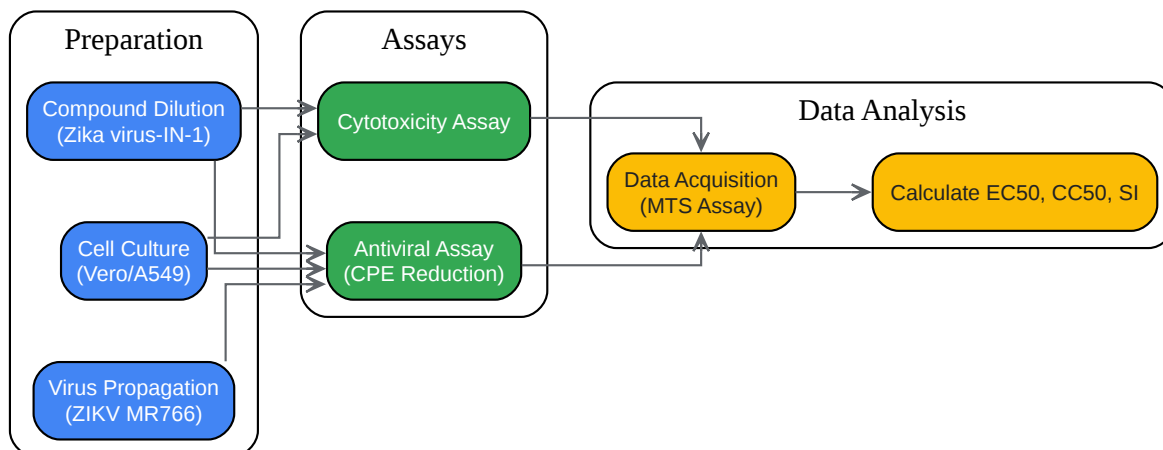 Preparation
Compound Dilution
(Zika virus-IN-1)
Cell Culture
(Vero/A549)
Virus Propagation
(ZIKV MR766)
Assays
Cytotoxicity Assay
Antiviral Assay
(CPE Reduction)
Data Analysis
Data Acquisition
(MTS Assay)
Calculate EC50, CC50, SI